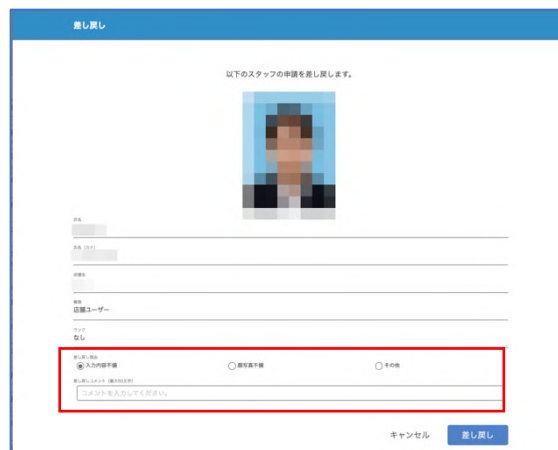 差し戻し
以下のスタッフの申請を差し戻します。
氏名
氏名（カナ）
店舗名
権限
店舗ユーザー
ランク
なし
差し戻し理由
入力内容不備 顔写真不備 その他
差し戻しコメント（最大50文字）
コメントを入力してください。
キャンセル 差し戻し